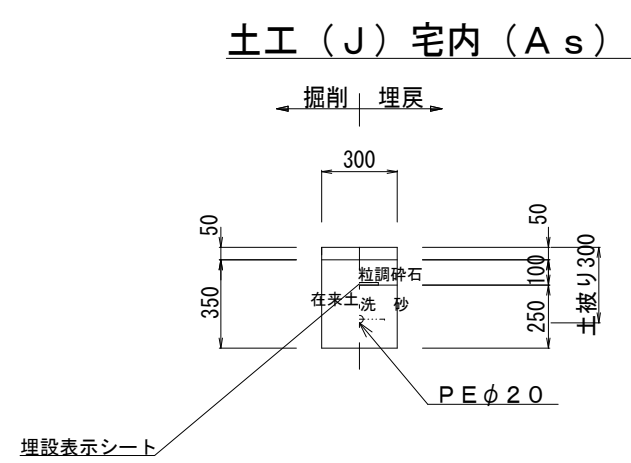 土工（J）宅内（As）
掘削 埋戻
300
50
350
50
100
250
土被り300
粒調砕石
在来土
洗 砂
PEφ20
埋設表示シート